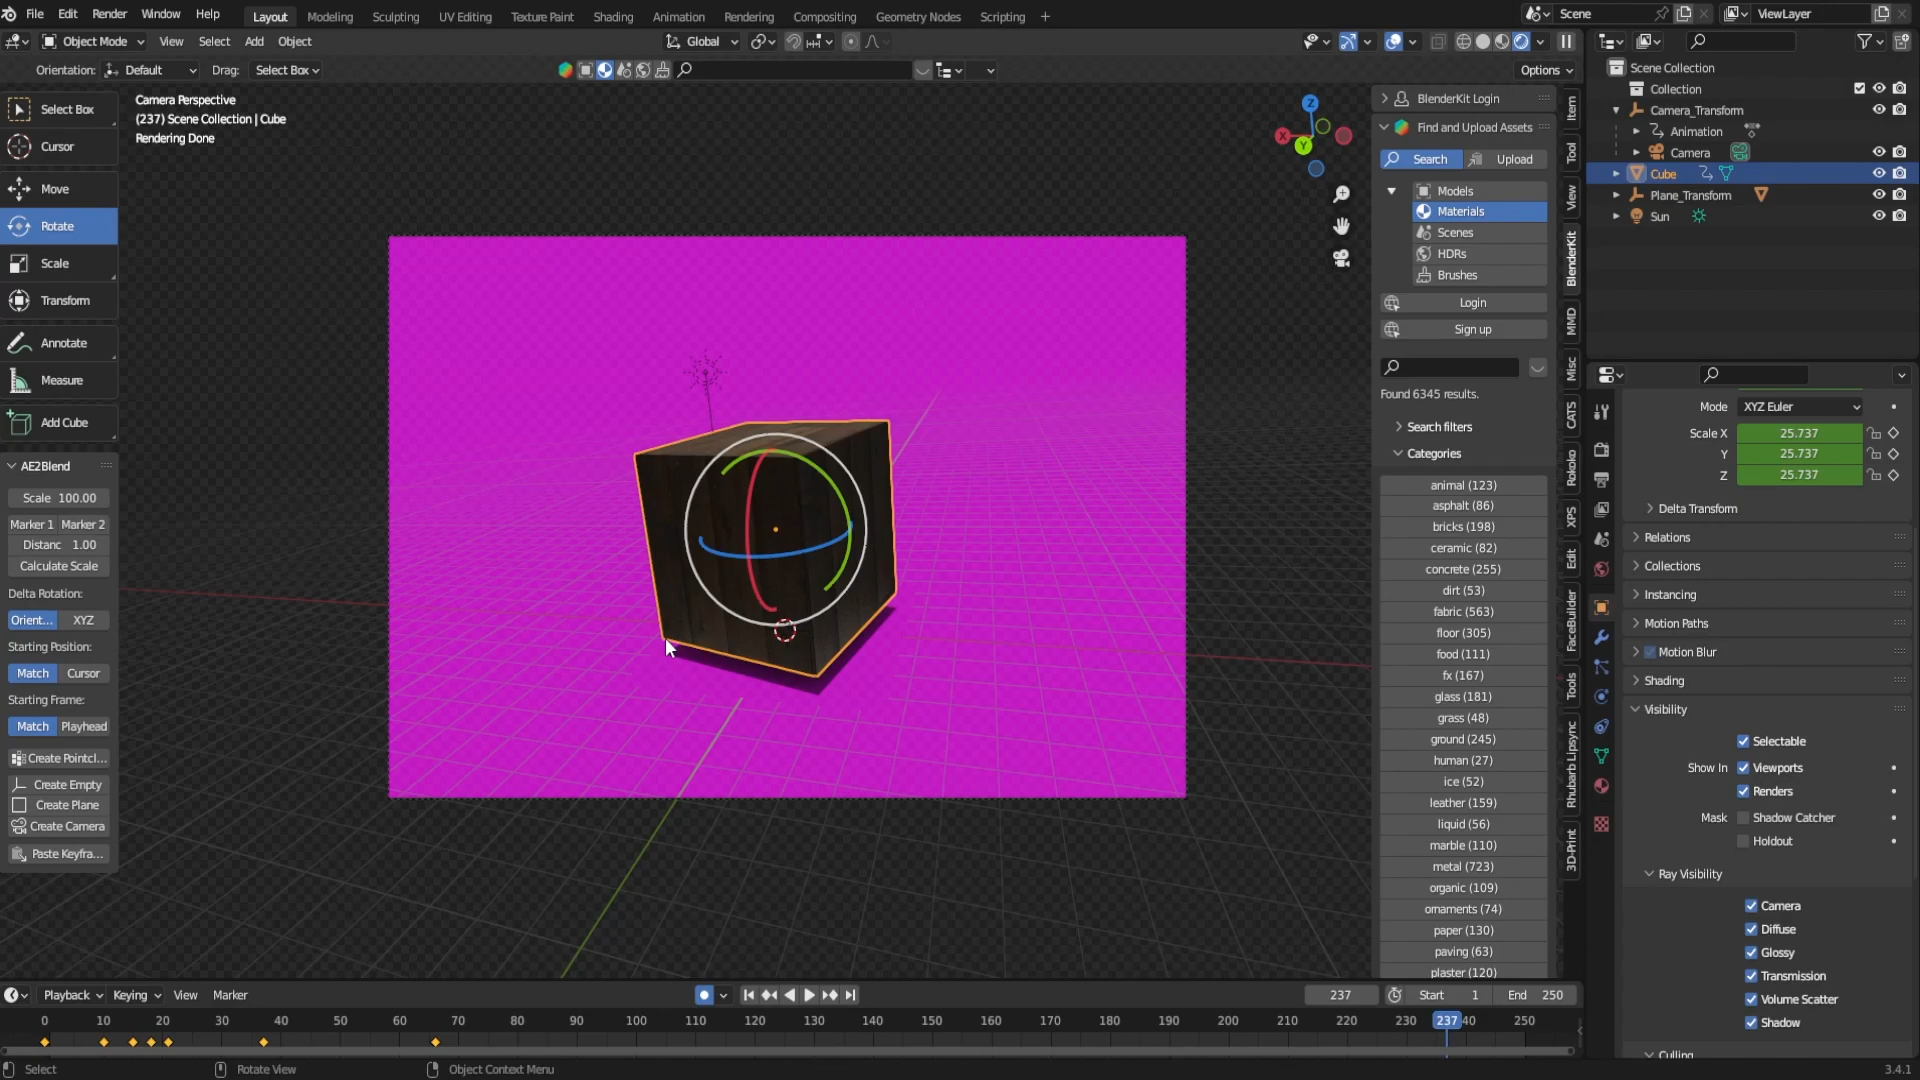 File Edit Render Window Help Layout Modeling Sculpting UV Editing Texture Paint Shading Animation Rendering Compositing Geometry Nodes Scripting + Scene ViewLayer
Object Mode View Select Add Object Global
Orientation: Default Drag: Select Box Options
Select Box
Cursor
Move
Rotate
Scale
Transform
Annotate
Measure
Add Cube
AE2Blend
Scale 100.00
Marker 1 Marker 2
Distanc 1.00
Calculate Scale
Delta Rotation:
Orient... XYZ
Starting Position:
Match Cursor
Starting Frame:
Match Playhead
Create Pointcl...
Create Empty
Create Plane
Create Camera
Paste Keyfra...
Camera Perspective
(237) Scene Collection | Cube
Rendering Done
Z
X
Y
BlenderKit Login
Find and Upload Assets
Search Upload
Models
Materials
Scenes
HDRs
Brushes
Login
Sign up
Found 6345 results.
Search filters
Categories
animal (123)
asphalt (86)
bricks (198)
ceramic (82)
concrete (255)
dirt (53)
fabric (563)
floor (305)
food (111)
fx (167)
glass (181)
grass (48)
ground (245)
human (27)
ice (52)
leather (159)
liquid (56)
marble (110)
metal (723)
organic (109)
ornaments (74)
paper (130)
paving (63)
plaster (120)
Item
Tool
View
BlenderKit
MMD
Misc
CATS
Rokoko
XPS
Edit
FaceBuilder
Tools
Rhubarb Lipsync
3D-Print
Scene Collection
Collection
Camera_Transform
Animation
Camera
Cube
Plane_Transform
Sun
Mode XYZ Euler
Scale X 25.737
Y 25.737
Z 25.737
Delta Transform
Relations
Collections
Instancing
Motion Paths
Motion Blur
Shading
Visibility
Selectable
Show In Viewports
Renders
Mask Shadow Catcher
Holdout
Ray Visibility
Camera
Diffuse
Glossy
Transmission
Volume Scatter
Shadow
Culling
Playback Keying View Marker 237 Start 1 End 250
0 10 20 30 40 50 60 70 80 90 100 110 120 130 140 150 160 170 180 190 200 210 220 230 237 40 250
Select Rotate View Object Context Menu 3.4.1